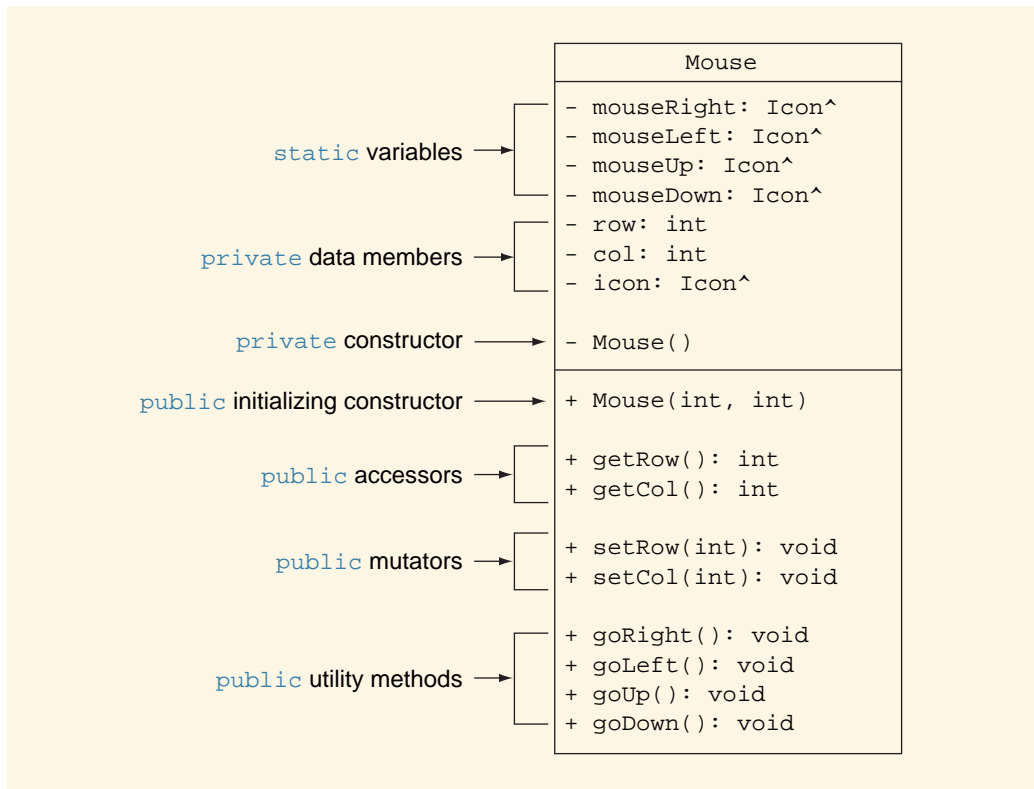 Mouse
static variables
- mouseRight: Icon^
- mouseLeft: Icon^
- mouseUp: Icon^
- mouseDown: Icon^
private data members
- row: int
- col: int
- icon: Icon^
private constructor
- Mouse()
public initializing constructor
+ Mouse(int, int)
public accessors
+ getRow(): int
+ getCol(): int
public mutators
+ setRow(int): void
+ setCol(int): void
public utility methods
+ goRight(): void
+ goLeft(): void
+ goUp(): void
+ goDown(): void